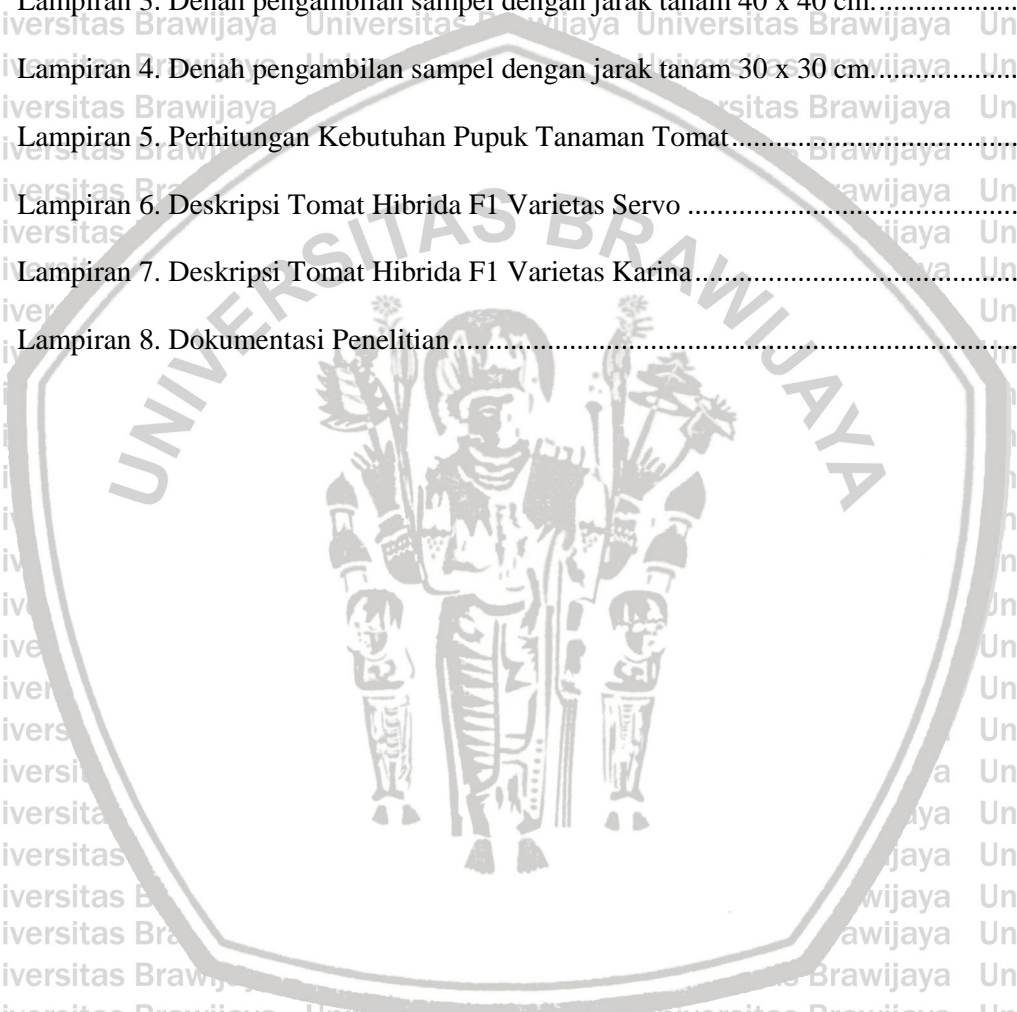 Lampiran 3. Denah pengambilan sampel dengan jarak tanam 40 x 40 cm...................
Lampiran 4. Denah pengambilan sampel dengan jarak tanam 30 x 30 cm...................
Lampiran 5. Perhitungan Kebutuhan Pupuk Tanaman Tomat.....................................
Lampiran 6. Deskripsi Tomat Hibrida F1 Varietas Servo ...........................................
Lampiran 7. Deskripsi Tomat Hibrida F1 Varietas Karina..........................................
Lampiran 8. Dokumentasi Penelitian.........................................................................
UNIVERSITAS BRAWIJAYA